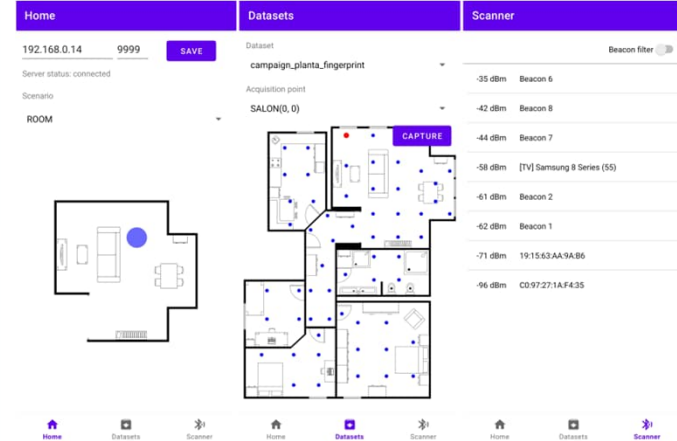 Home
192.168.0.14 9999 SAVE
Server status: connected
Scenario
ROOM
Home Datasets Scanner
Datasets
Dataset
campaign_planta_fingerprint
Acquisition point
SALON(0, 0)
CAPTURE
Home Datasets Scanner
Scanner
Beacon filter
-35 dBm Beacon 6
-42 dBm Beacon 8
-44 dBm Beacon 7
-58 dBm [TV] Samsung 8 Series (55)
-61 dBm Beacon 2
-62 dBm Beacon 1
-71 dBm 19:15:63:AA:9A:B6
-96 dBm C0:97:27:1A:F4:35
Home Datasets Scanner